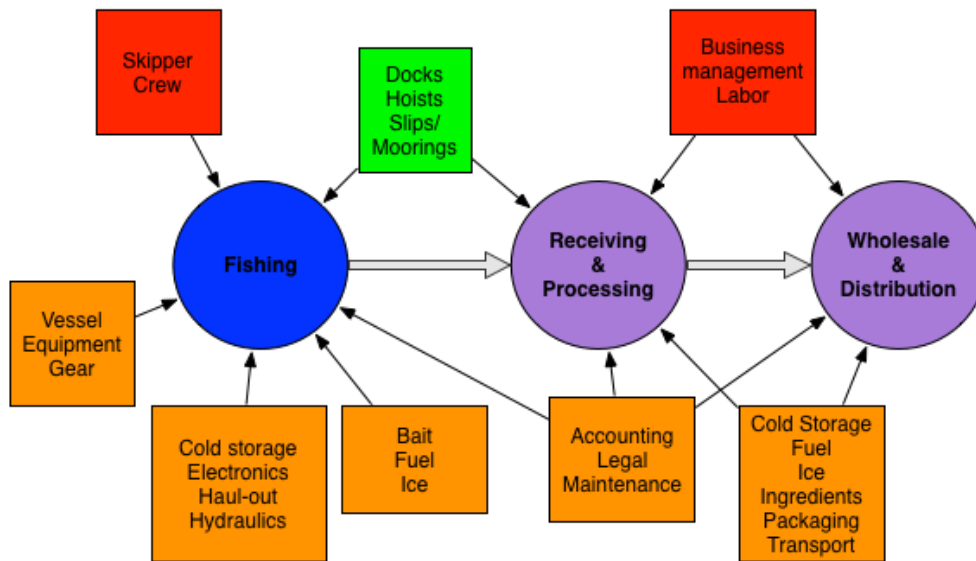 Skipper
Crew
Docks
Hoists
Slips/
Moorings
Business
management
Labor
Fishing
Receiving
&
Processing
Wholesale
&
Distribution
Vessel
Equipment
Gear
Cold storage
Electronics
Haul-out
Hydraulics
Bait
Fuel
Ice
Accounting
Legal
Maintenance
Cold Storage
Fuel
Ice
Ingredients
Packaging
Transport